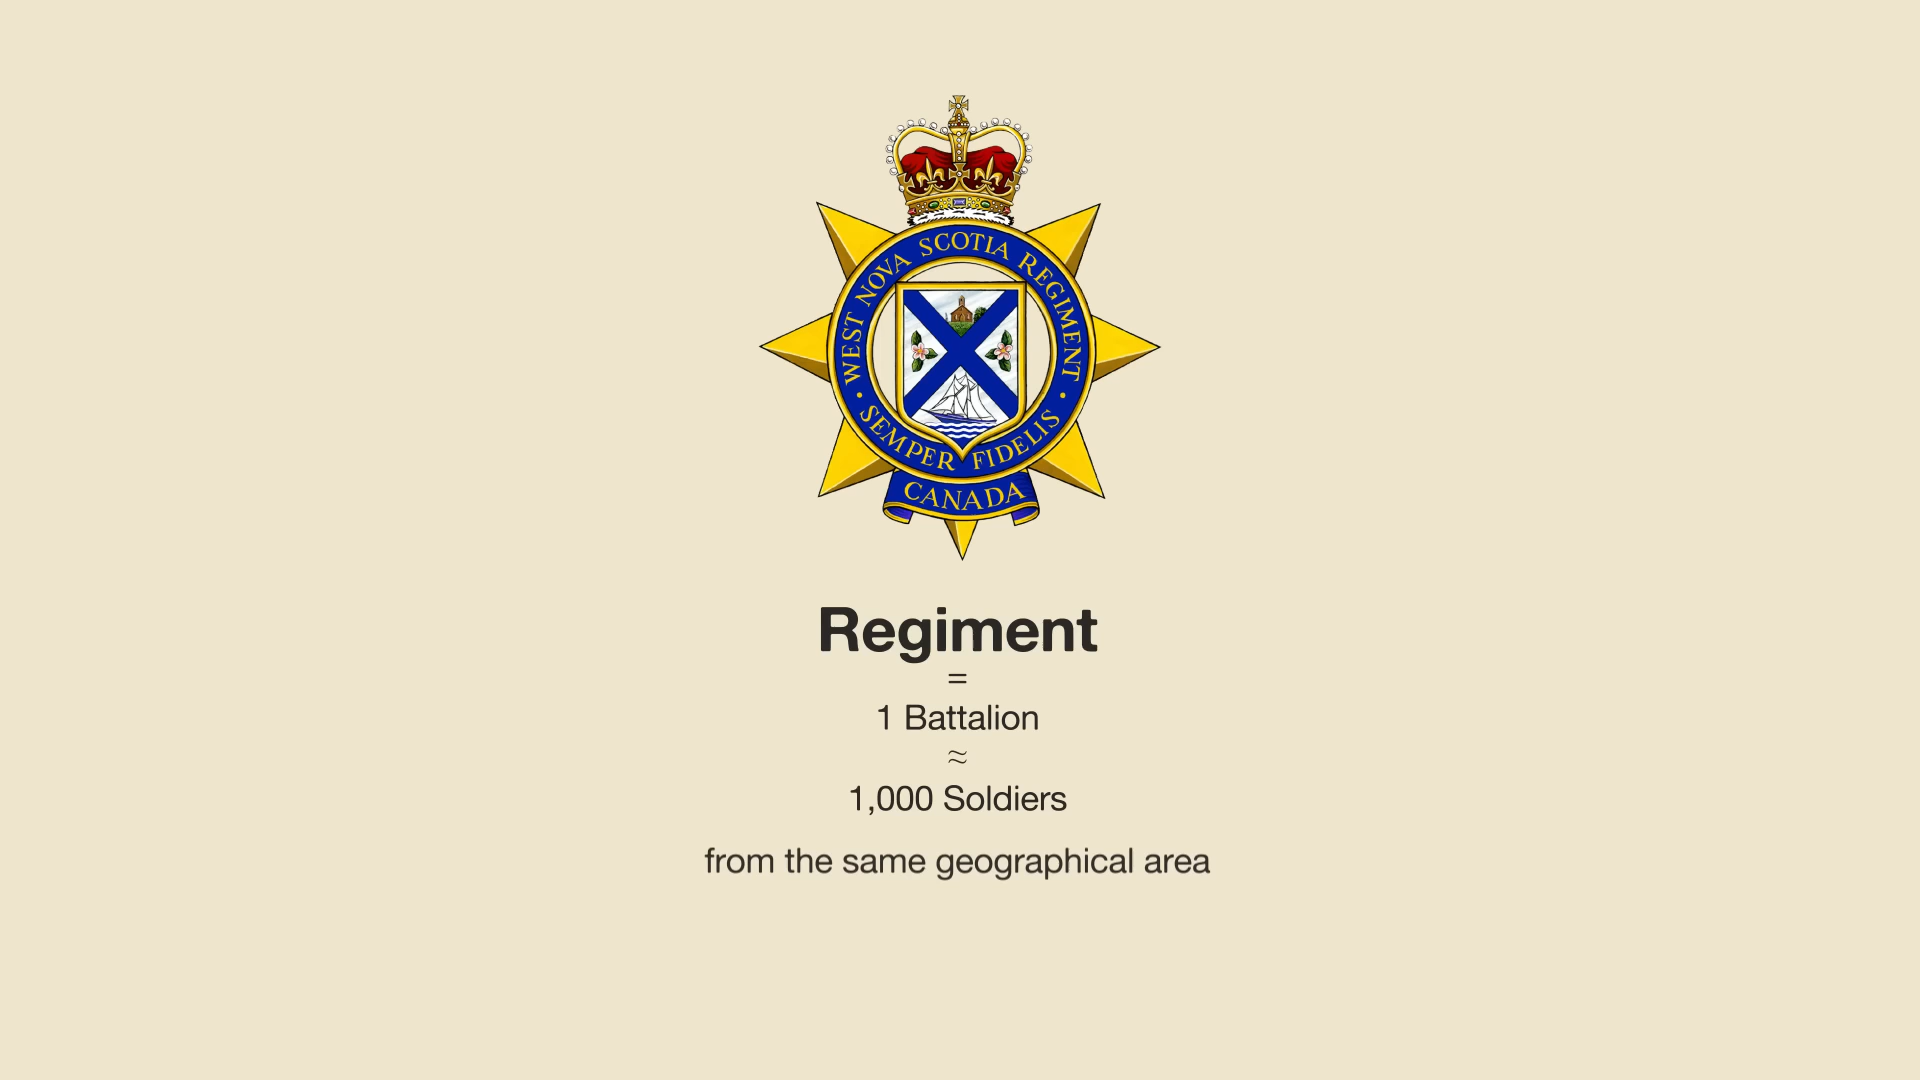 WEST NOVA SCOTIA REGIMENT
SEMPER FIDELIS
CANADA
Regiment
=
1 Battalion
≈
1,000 Soldiers
from the same geographical area